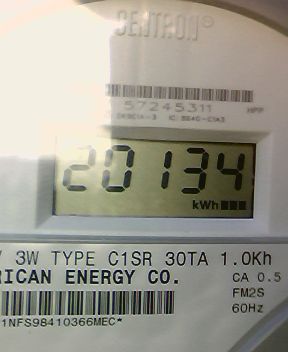 CENTRON®
57245311
20134
kWh
3W TYPE C1SR 30TA 1.0Kh
RICAN ENERGY CO.
CA 0.5
FM2S
60Hz
1NFS98410366MEC*